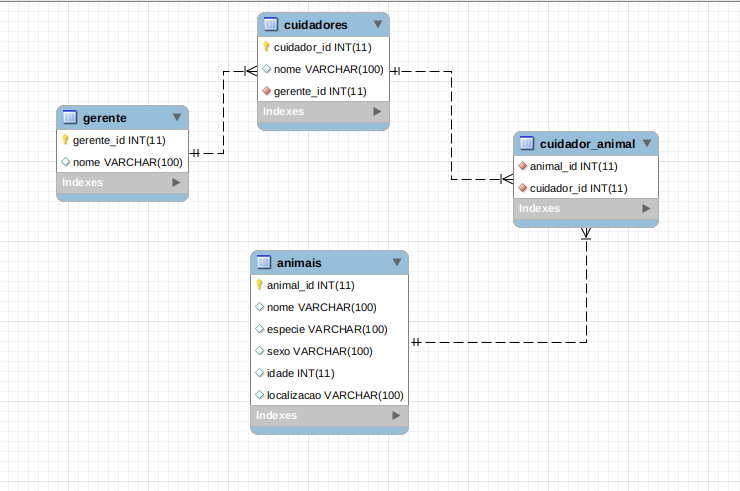 cuidadores
cuidador_id INT(11)
nome VARCHAR(100)
gerente_id INT(11)
Indexes
gerente
gerente_id INT(11)
nome VARCHAR(100)
Indexes
cuidador_animal
animal_id INT(11)
cuidador_id INT(11)
Indexes
animais
animal_id INT(11)
nome VARCHAR(100)
especie VARCHAR(100)
sexo VARCHAR(100)
idade INT(11)
localizacao VARCHAR(100)
Indexes